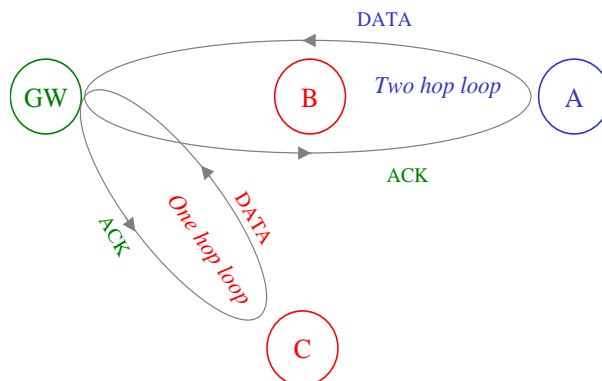 DATA
GW
B
Two hop loop
A
ACK
DATA
ACK
One hop loop
C